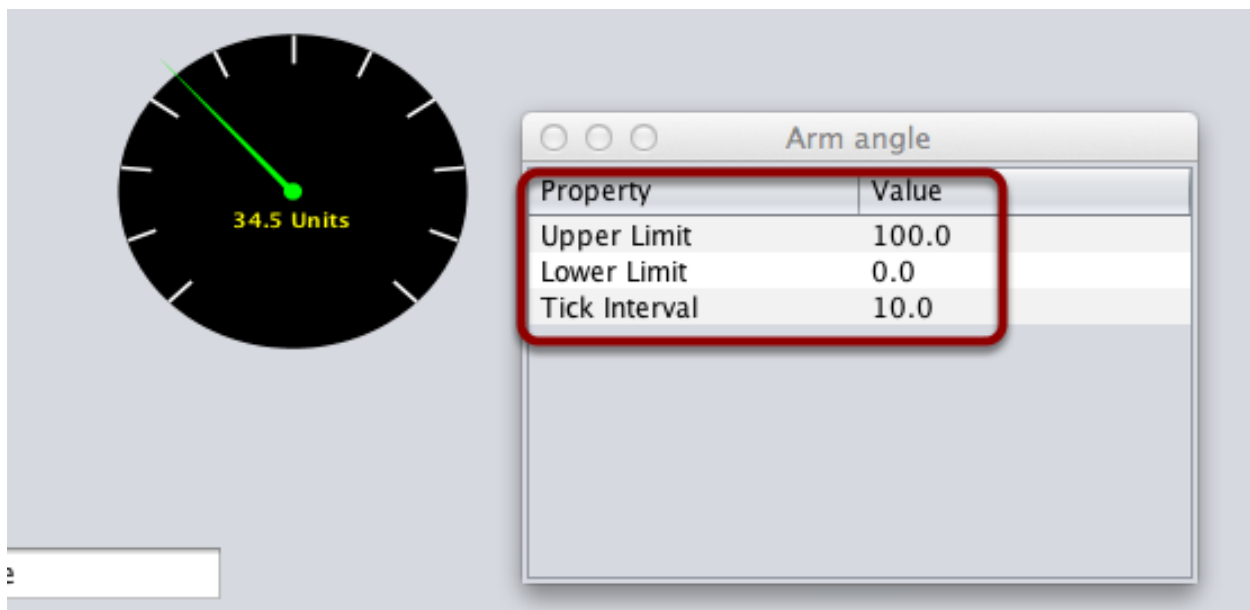 34.5 Units
Arm angle
Property Value
Upper Limit 100.0
Lower Limit 0.0
Tick Interval 10.0
e